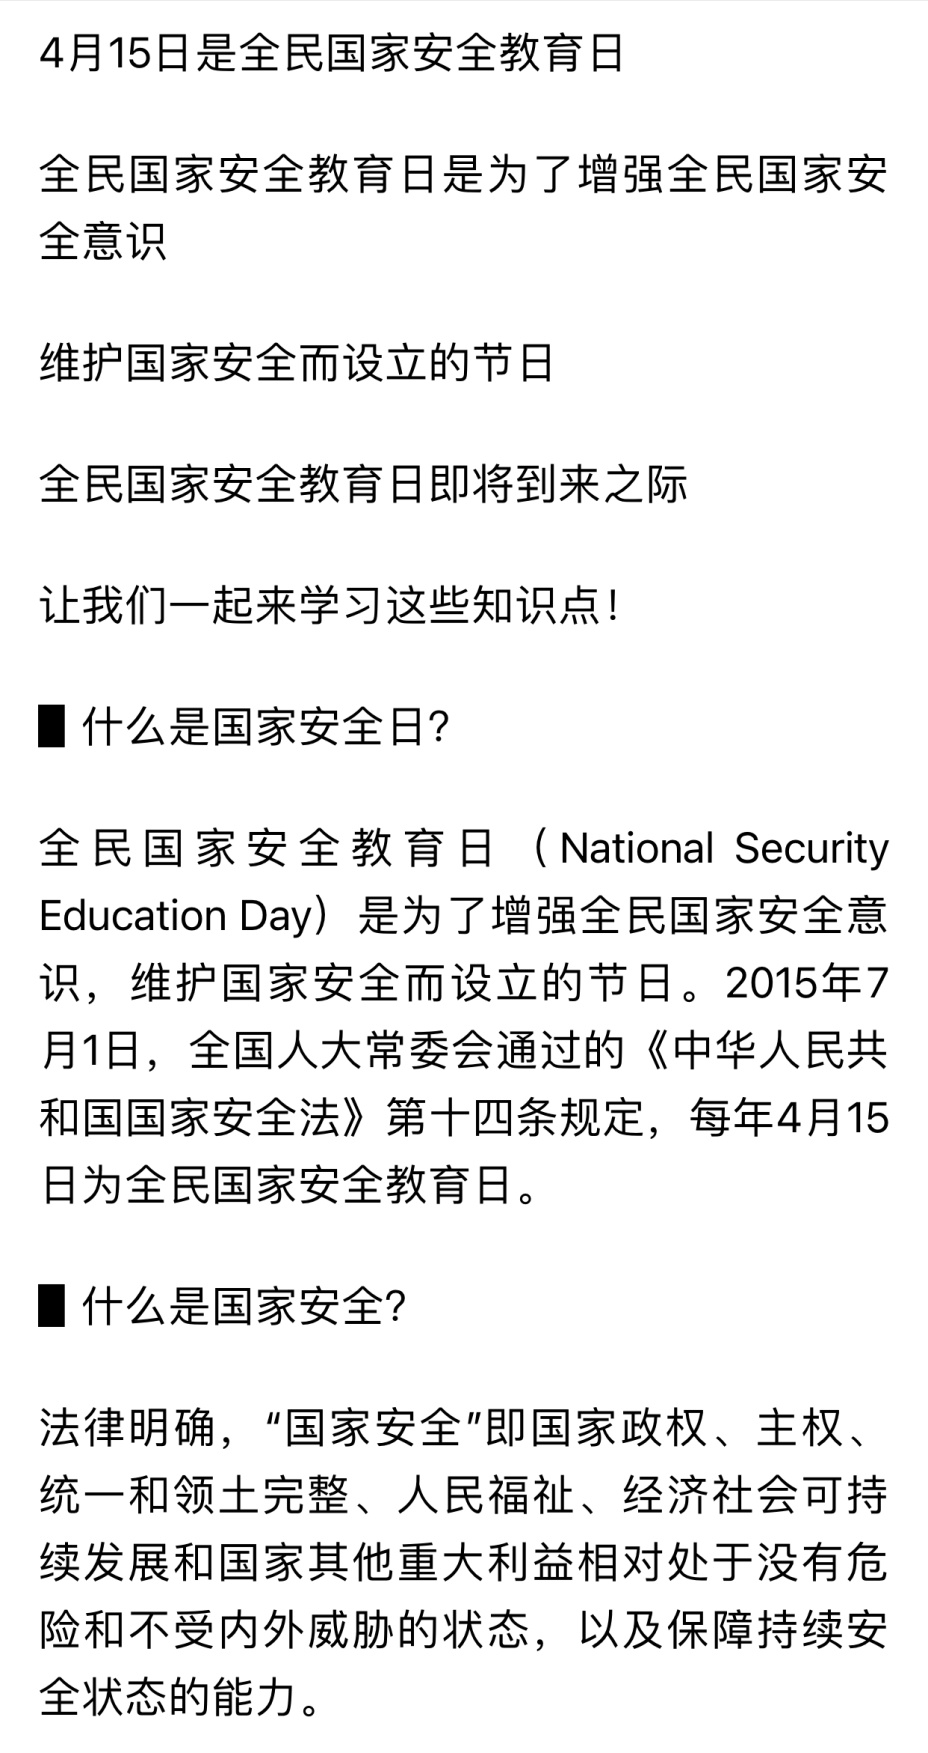 4月15日是全民国家安全教育日
全民国家安全教育日是为了增强全民国家安
全意识
维护国家安全而设立的节日
全民国家安全教育日即将到来之际
让我们一起来学习这些知识点！
█ 什么是国家安全日？
全民国家安全教育日（National Security
Education Day）是为了增强全民国家安全意
识，维护国家安全而设立的节日。2015年7
月1日，全国人大常委会通过的《中华人民共
和国国家安全法》第十四条规定，每年4月15
日为全民国家安全教育日。
█ 什么是国家安全？
法律明确，“国家安全”即国家政权、主权、
统一和领土完整、人民福祉、经济社会可持
续发展和国家其他重大利益相对处于没有危
险和不受内外威胁的状态，以及保障持续安
全状态的能力。